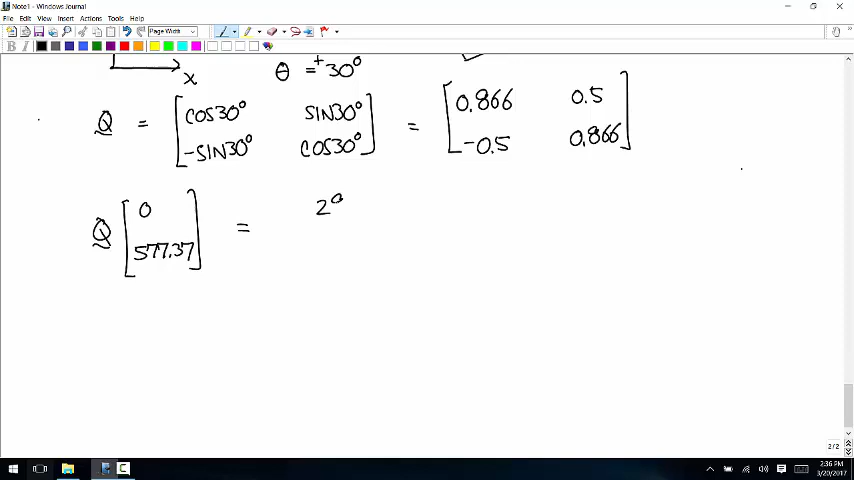 Note1 - Windows Journal
File Edit View Insert Actions Tools Help
Page Width
B I
x θ = +30°
Q = [ COS30° SIN30° ] = [ 0.866 0.5 ]
[ -SIN30° COS30° ] [ -0.5 0.866 ]
Q [ 0 ] = 20
[ 577.37 ]
2/2
2:36 PM
3/20/2017